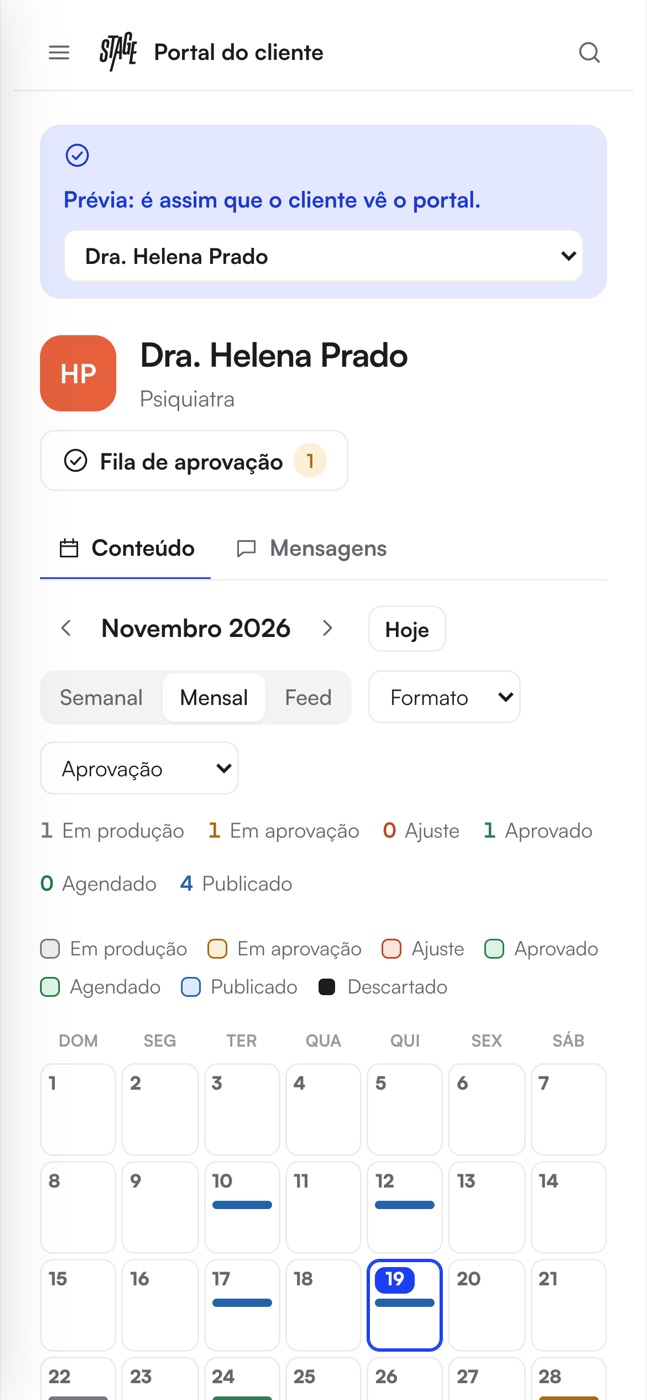 STAGE Portal do cliente
Prévia: é assim que o cliente vê o portal.
Dra. Helena Prado
HP
Dra. Helena Prado
Psiquiatra
Fila de aprovação 1
Conteúdo Mensagens
Novembro 2026 Hoje
Semanal Mensal Feed Formato
Aprovação
1 Em produção 1 Em aprovação 0 Ajuste 1 Aprovado
0 Agendado 4 Publicado
Em produção Em aprovação Ajuste Aprovado
Agendado Publicado Descartado
DOM SEG TER QUA QUI SEX SÁB
1 2 3 4 5 6 7
8 9 10 11 12 13 14
15 16 17 18 19 20 21
22 23 24 25 26 27 28